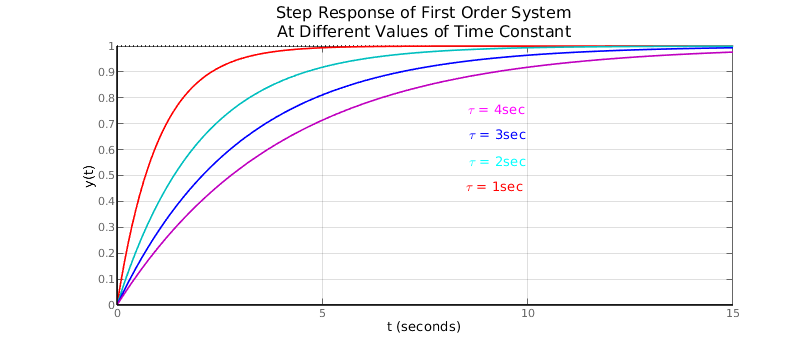 Step Response of First Order System
At Different Values of Time Constant
1
0.9
0.8
0.7
0.6
0.5
0.4
0.3
0.2
0.1
0
y(t)
τ = 4sec
τ = 3sec
τ = 2sec
τ = 1sec
0 5 10 15
t (seconds)